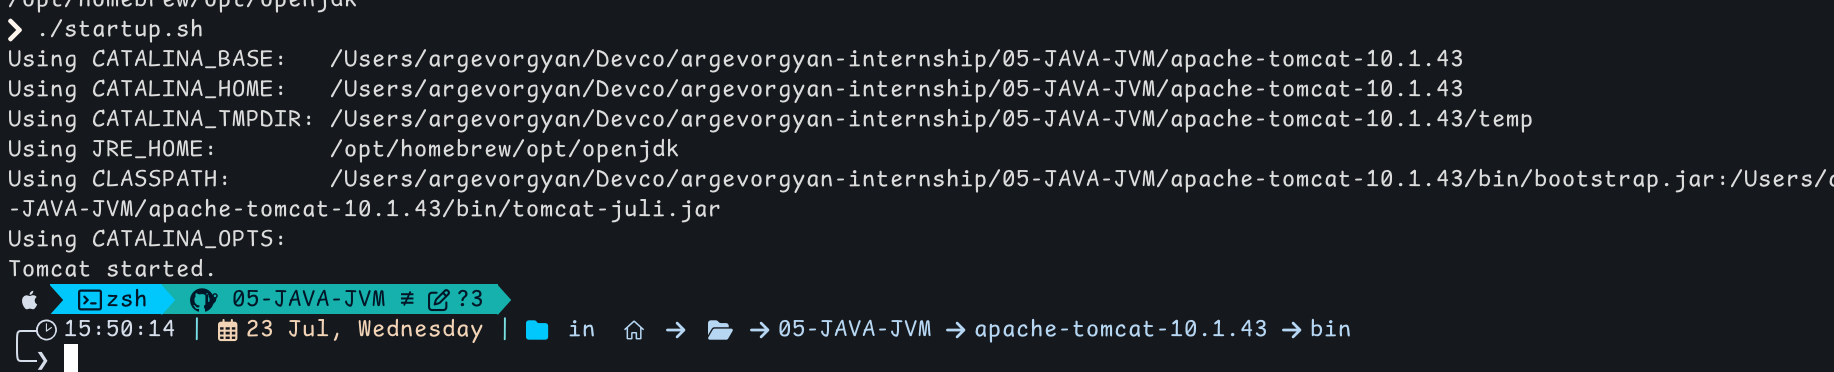 /opt/homebrew/opt/openjdk
❯ ./startup.sh
Using CATALINA_BASE:   /Users/argevorgyan/Devco/argevorgyan-internship/05-JAVA-JVM/apache-tomcat-10.1.43
Using CATALINA_HOME:   /Users/argevorgyan/Devco/argevorgyan-internship/05-JAVA-JVM/apache-tomcat-10.1.43
Using CATALINA_TMPDIR: /Users/argevorgyan/Devco/argevorgyan-internship/05-JAVA-JVM/apache-tomcat-10.1.43/temp
Using JRE_HOME:        /opt/homebrew/opt/openjdk
Using CLASSPATH:       /Users/argevorgyan/Devco/argevorgyan-internship/05-JAVA-JVM/apache-tomcat-10.1.43/bin/bootstrap.jar:/Users/
-JAVA-JVM/apache-tomcat-10.1.43/bin/tomcat-juli.jar
Using CATALINA_OPTS:
Tomcat started.
zsh 05-JAVA-JVM ≢ ?3
15:50:14 | 23 Jul, Wednesday | in → → 05-JAVA-JVM → apache-tomcat-10.1.43 → bin
❯